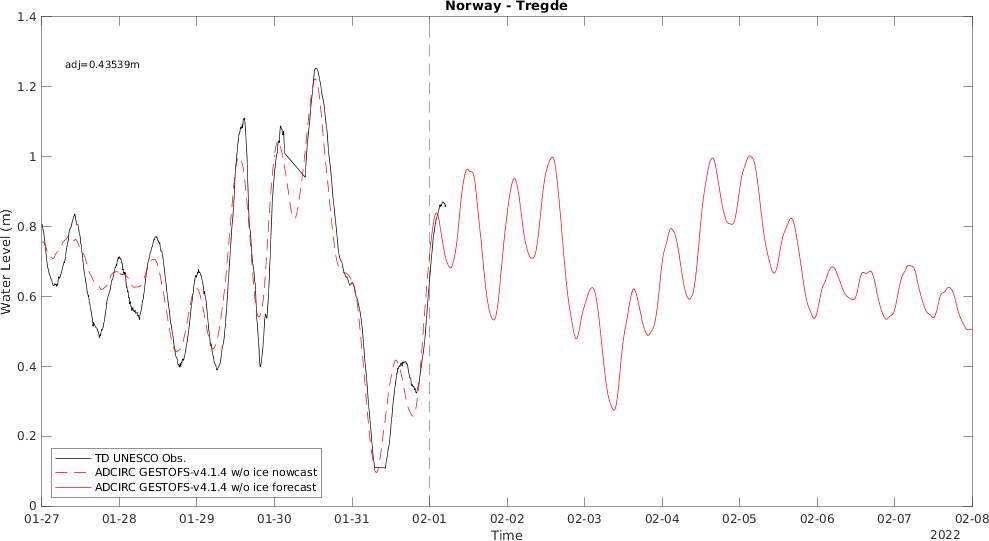 Norway - Tregde
1.4
adj=0.43539m
1.2
1
0.8
0.6
0.4
0.2
0
Water Level (m)
TD UNESCO Obs.
ADCIRC GESTOFS-v4.1.4 w/o ice nowcast
ADCIRC GESTOFS-v4.1.4 w/o ice forecast
01-27 01-28 01-29 01-30 01-31 02-01 02-02 02-03 02-04 02-05 02-06 02-07 02-08
Time
2022